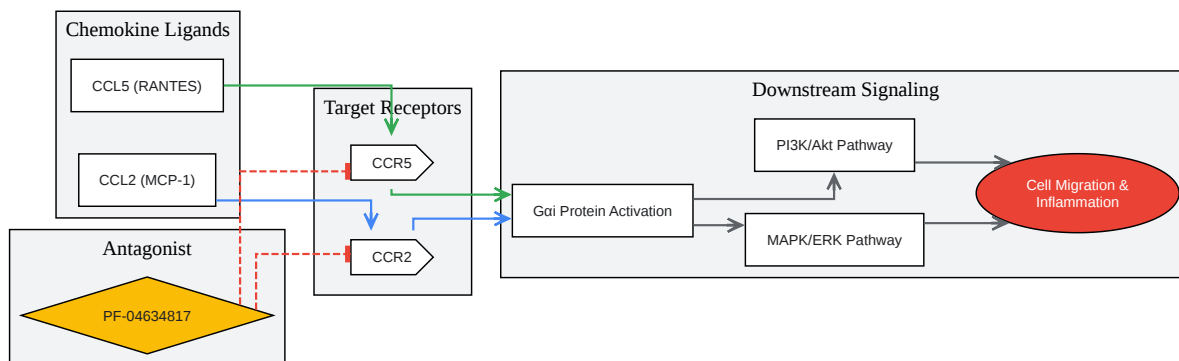 Chemokine Ligands
CCL5 (RANTES)
CCL2 (MCP-1)
Antagonist
PF-04634817
Target Receptors
CCR5
CCR2
Downstream Signaling
Gαi Protein Activation
PI3K/Akt Pathway
MAPK/ERK Pathway
Cell Migration &
Inflammation